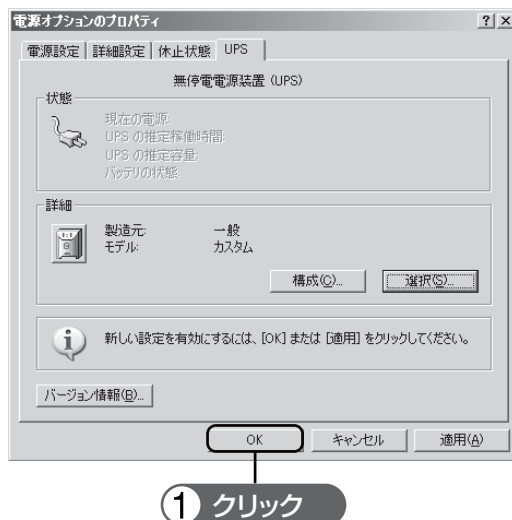 電源オプションのプロパティ
電源設定 詳細設定 休止状態 UPS
無停電電源装置 (UPS)
状態
現在の電源:
UPS の推定稼働時間:
UPS の推定容量:
バッテリの状態:
詳細
製造元: 一般
モデル: カスタム
構成(C)... 選択(S)...
新しい設定を有効にするには、[OK] または [適用] をクリックしてください。
バージョン情報(B)...
OK キャンセル 適用(A)
1 クリック